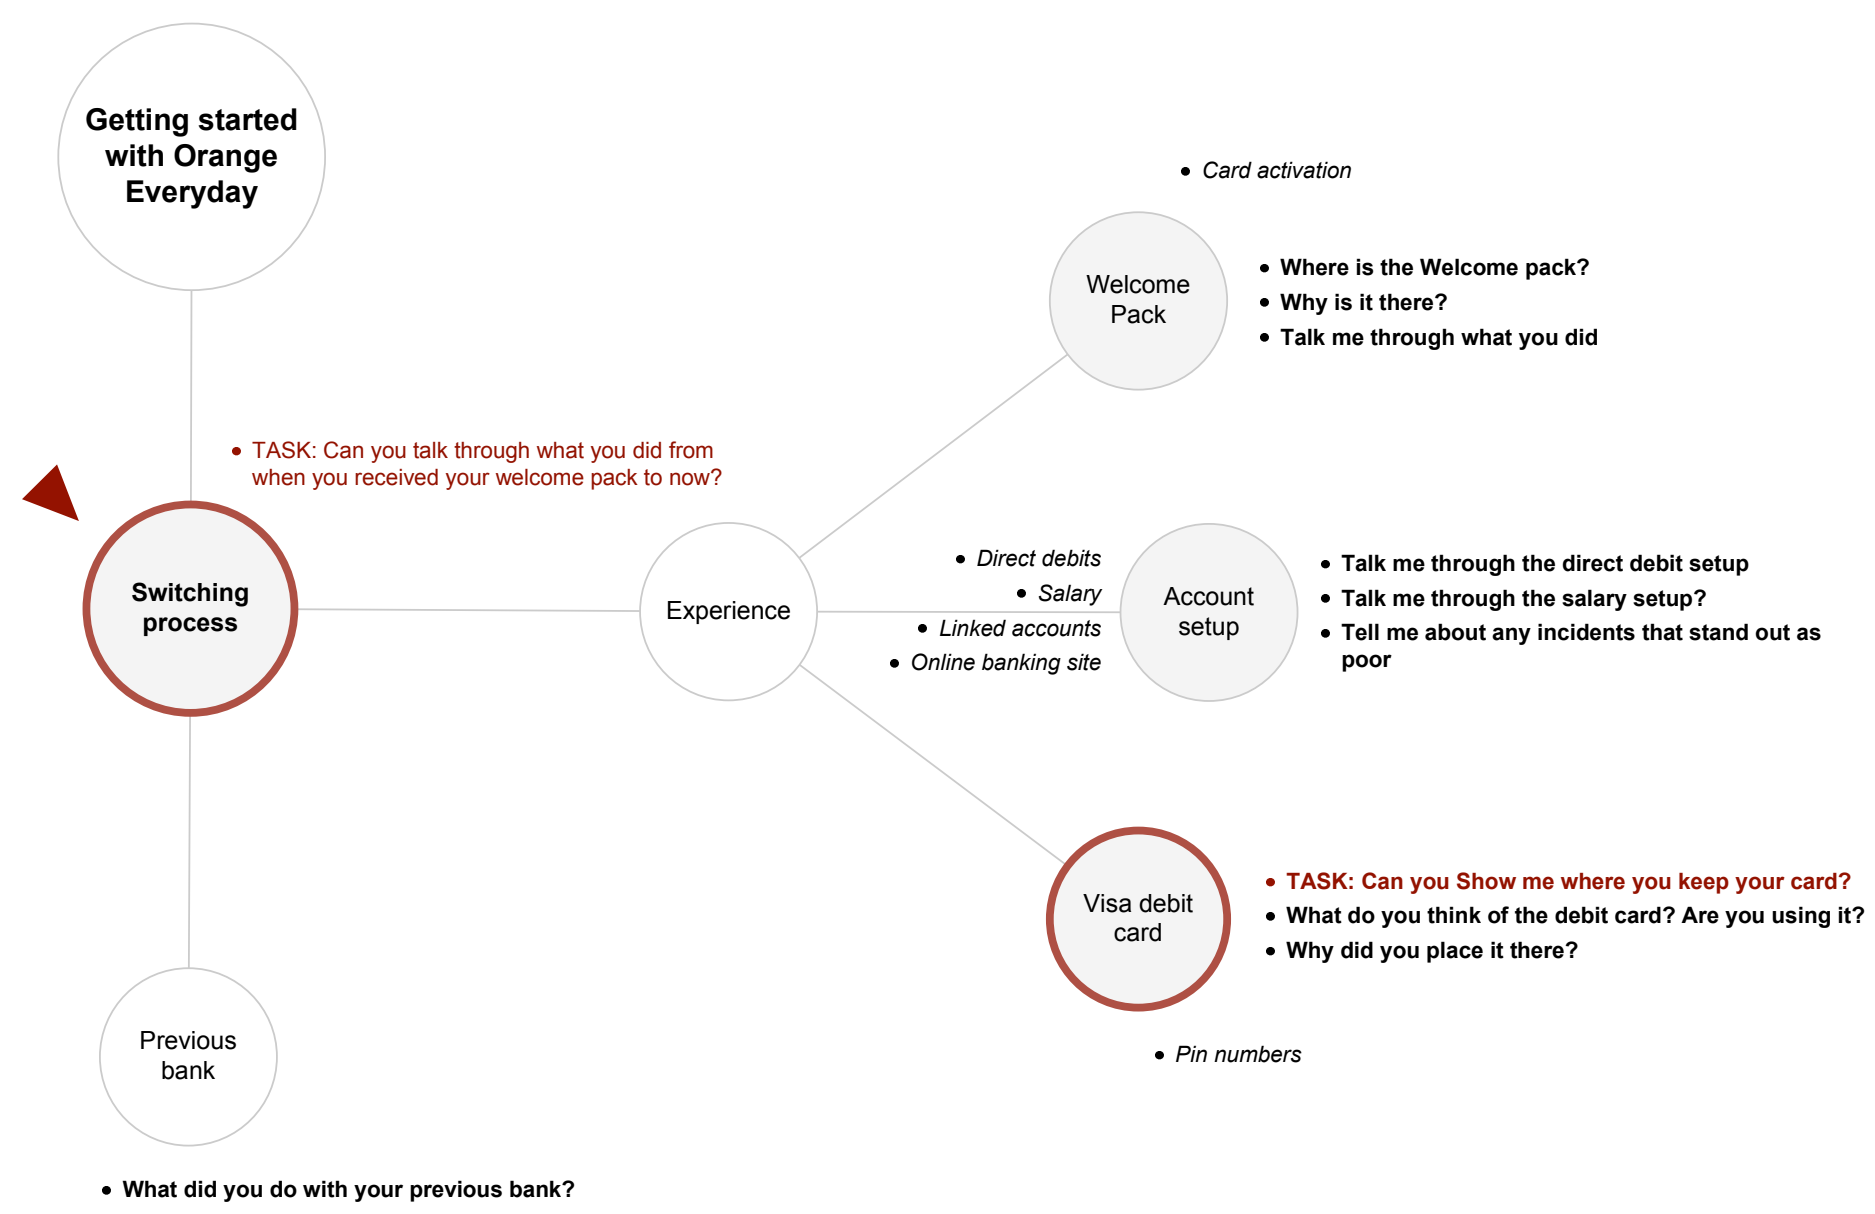 Getting started
with Orange
Everyday
• Card activation
Welcome
Pack
• Where is the Welcome pack?
• Why is it there?
• Talk me through what you did
• TASK: Can you talk through what you did from
when you received your welcome pack to now?
Switching
process
Experience
• Direct debits
• Salary
• Linked accounts
• Online banking site
Account
setup
• Talk me through the direct debit setup
• Talk me through the salary setup?
• Tell me about any incidents that stand out as
poor
Visa debit
card
• TASK: Can you Show me where you keep your card?
• What do you think of the debit card? Are you using it?
• Why did you place it there?
• Pin numbers
Previous
bank
• What did you do with your previous bank?